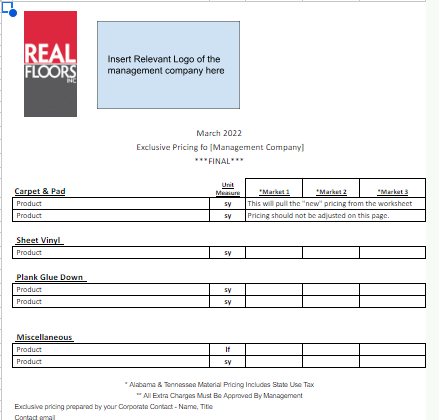 REAL
FLOORS
INC
Insert Relevant Logo of the
management company here
March 2022
Exclusive Pricing fo [Management Company]
***FINAL***
Carpet & Pad Unit Measure *Market 1 *Market 2 *Market 3
Product sy This will pull the "new" pricing from the worksheet
Product sy Pricing should not be adjusted on this page.
Sheet Vinyl
Product sy
Plank Glue Down
Product sy
Product sy
Miscellaneous
Product lf
Product sy
* Alabama & Tennessee Material Pricing Includes State Use Tax
** All Extra Charges Must Be Approved By Management
Exclusive pricing prepared by your Corporate Contact - Name, Title
Contact email